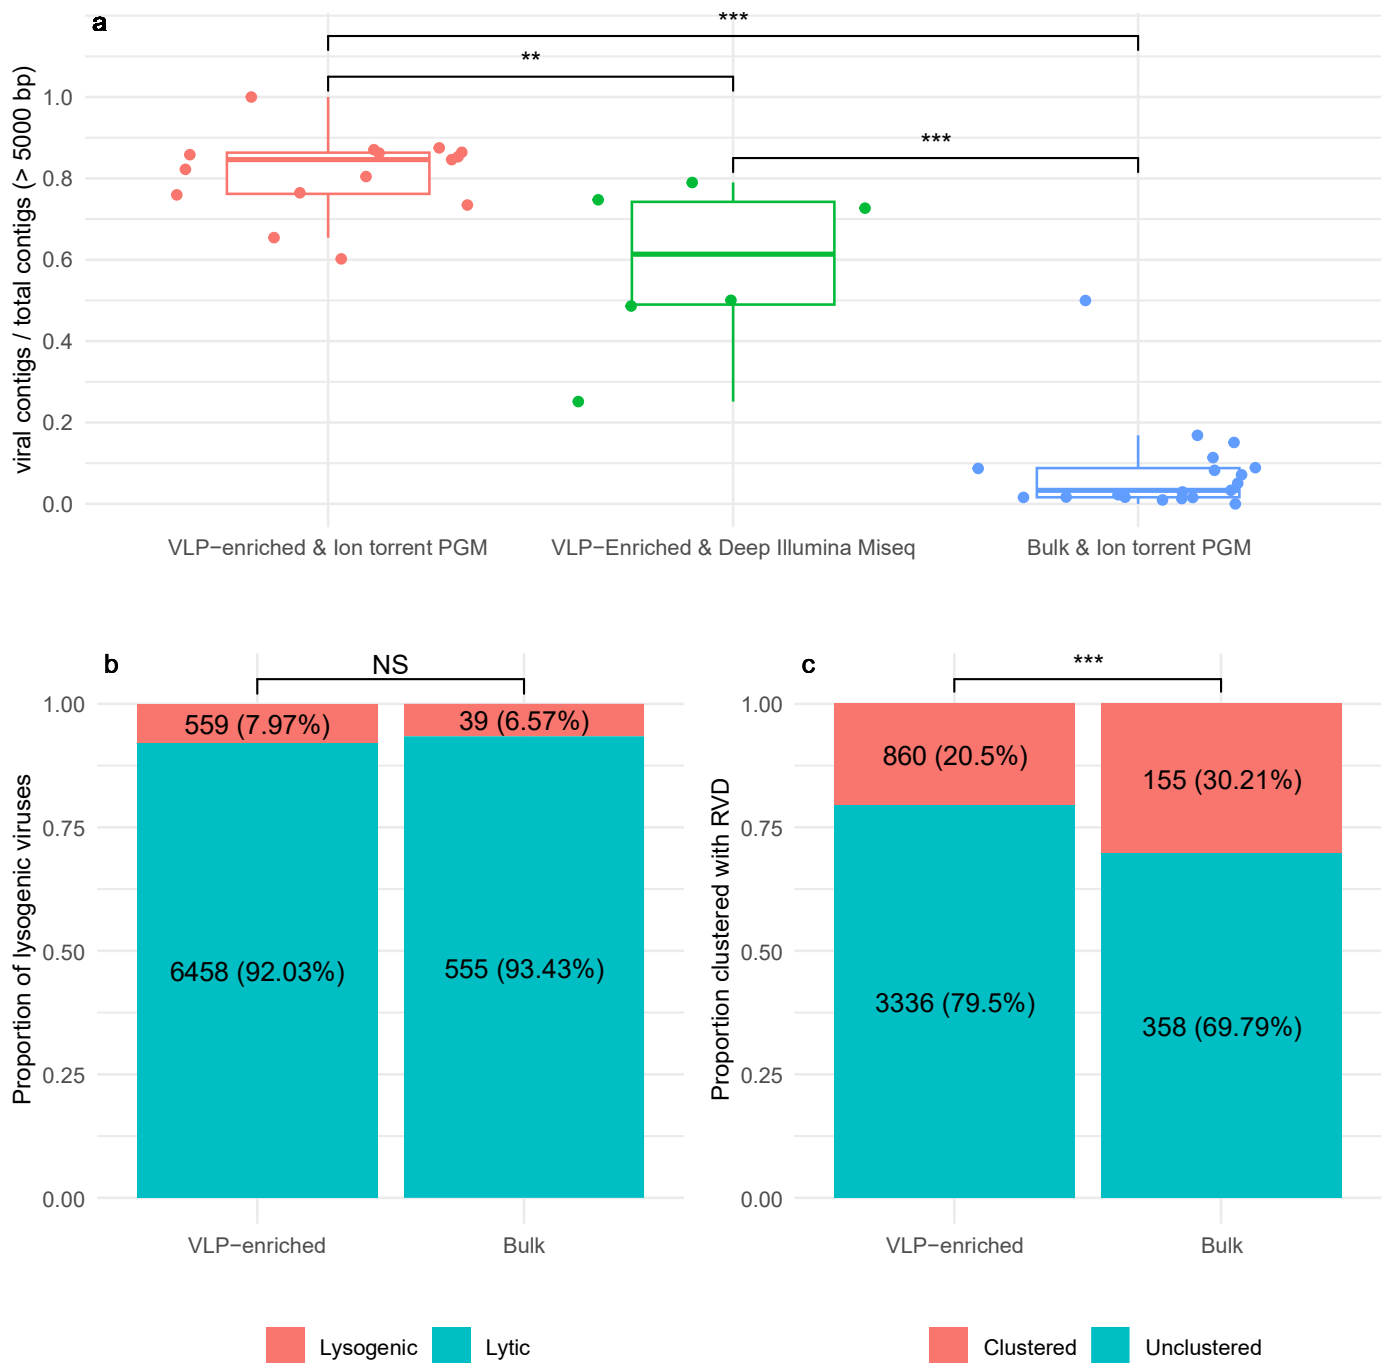 a
***
**
***
viral contigs / total contigs (> 5000 bp)
1.0
0.8
0.6
0.4
0.2
0.0
VLP−enriched & Ion torrent PGM
VLP−Enriched & Deep Illumina Miseq
Bulk & Ion torrent PGM
b
NS
Proportion of lysogenic viruses
1.00
0.75
0.50
0.25
0.00
559 (7.97%)
39 (6.57%)
6458 (92.03%)
555 (93.43%)
VLP−enriched
Bulk
Lysogenic
Lytic
c
***
Proportion clustered with RVD
1.00
0.75
0.50
0.25
0.00
860 (20.5%)
155 (30.21%)
3336 (79.5%)
358 (69.79%)
VLP−enriched
Bulk
Clustered
Unclustered